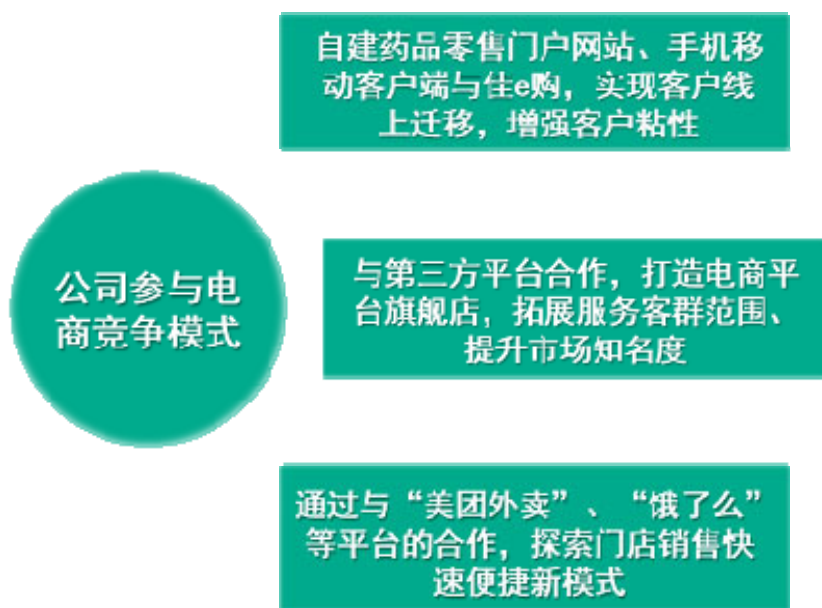 自建药品零售门户网站、手机移
动客户端与佳e购，实现客户线
上迁移，增强客户粘性
公司参与电
商竞争模式
与第三方平台合作，打造电商平
台旗舰店，拓展服务客群范围、
提升市场知名度
通过与“美团外卖”、“饿了么”
等平台的合作，探索门店销售快
速便捷新模式